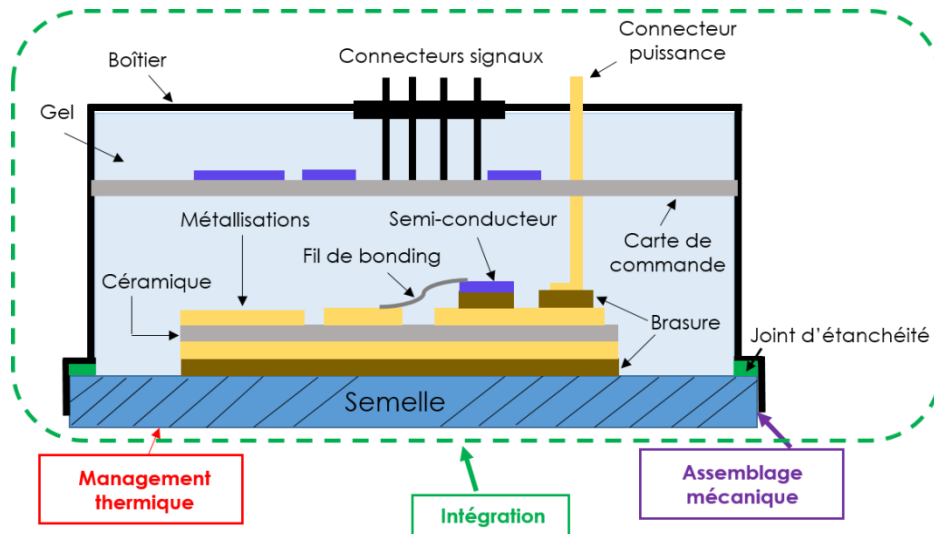 Connecteur
puissance
Connecteurs signaux
Boîtier
Gel
Métallisations
Semi-conducteur
Fil de bonding
Carte de
commande
Céramique
Brasure
Joint d'étanchéité
Semelle
Management
thermique
Intégration
Assemblage
mécanique